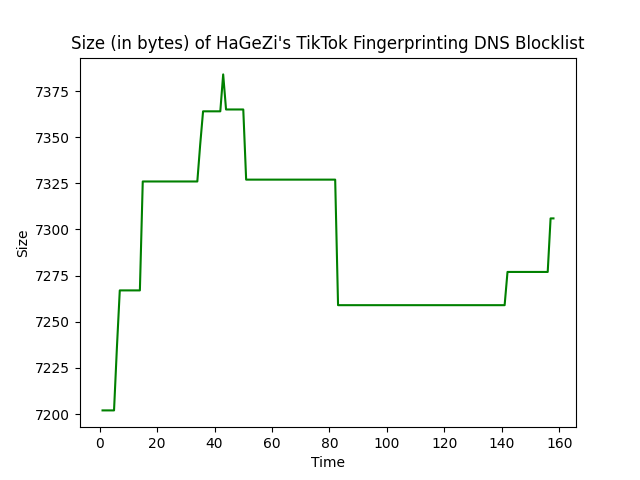 Size (in bytes) of HaGeZi's TikTok Fingerprinting DNS Blocklist
7375
7350
7325
7300
7275
7250
7225
7200
Size
0 20 40 60 80 100 120 140 160
Time